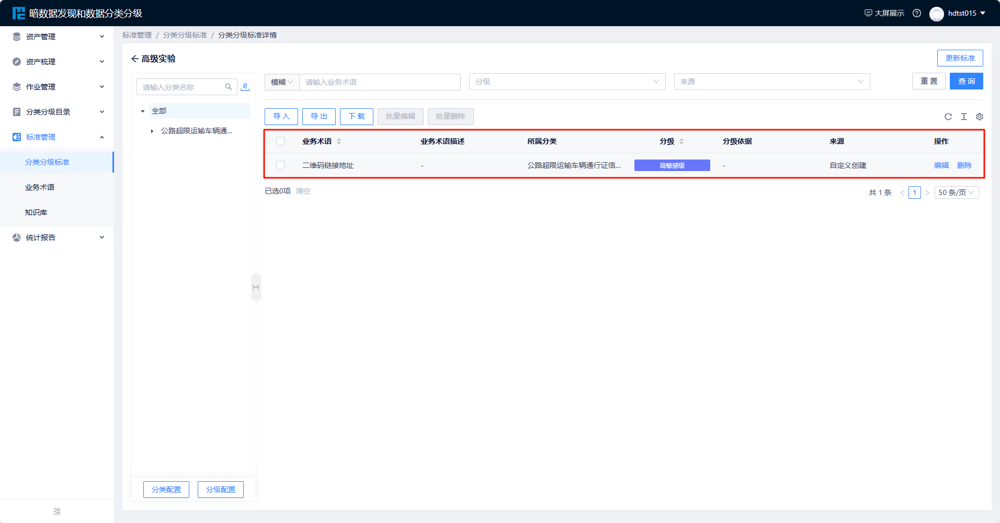 暗数据发现和数据分类分级
大屏展示
hdtst015
资产管理
资产梳理
作业管理
分类分级目录
标准管理
分类分级标准
业务术语
知识库
统计报告
标准管理 / 分类分级标准 / 分类分级标准详情
高级实验
更新标准
请输入分类名称
全部
公路超限运输车辆通...
分类配置 分级配置
模糊 请输入业务术语 分级 来源 重 置 查 询
导 入 导 出 下 载 批量编辑 批量删除
业务术语 业务术语描述 所属分类 分级 分级依据 来源 操作
二维码链接地址 - 公路超限运输车辆通行证信... 高敏感级 - 自定义创建 编辑 删除
已选0项 清空
共 1 条 < 1 > 50 条/页